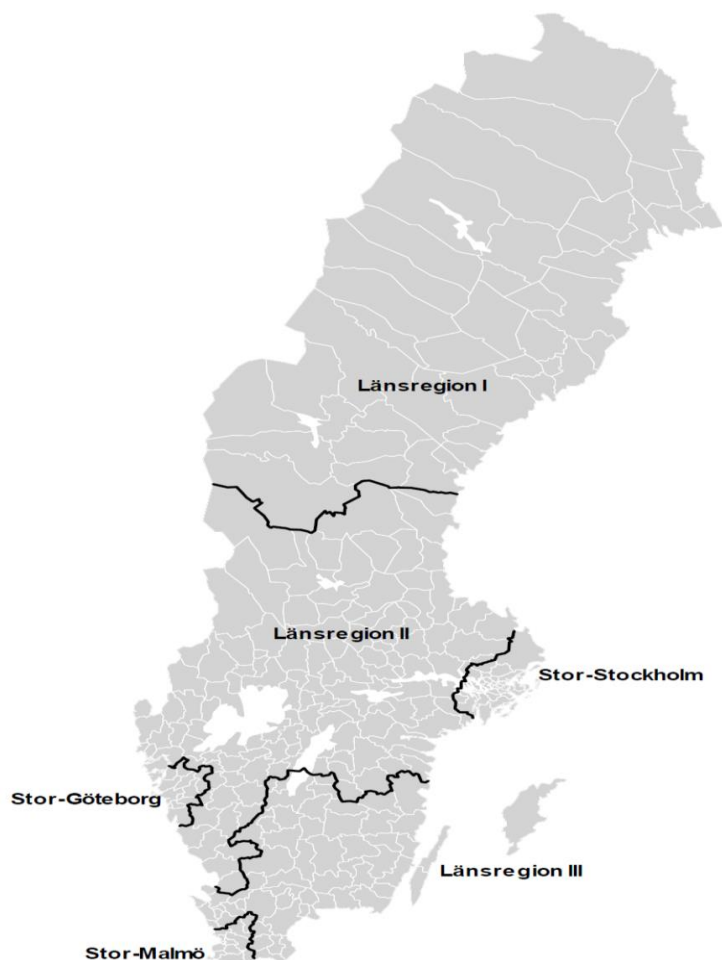 Länsregion I
Länsregion II
Stor-Stockholm
Stor-Göteborg
Länsregion III
Stor-Malmö